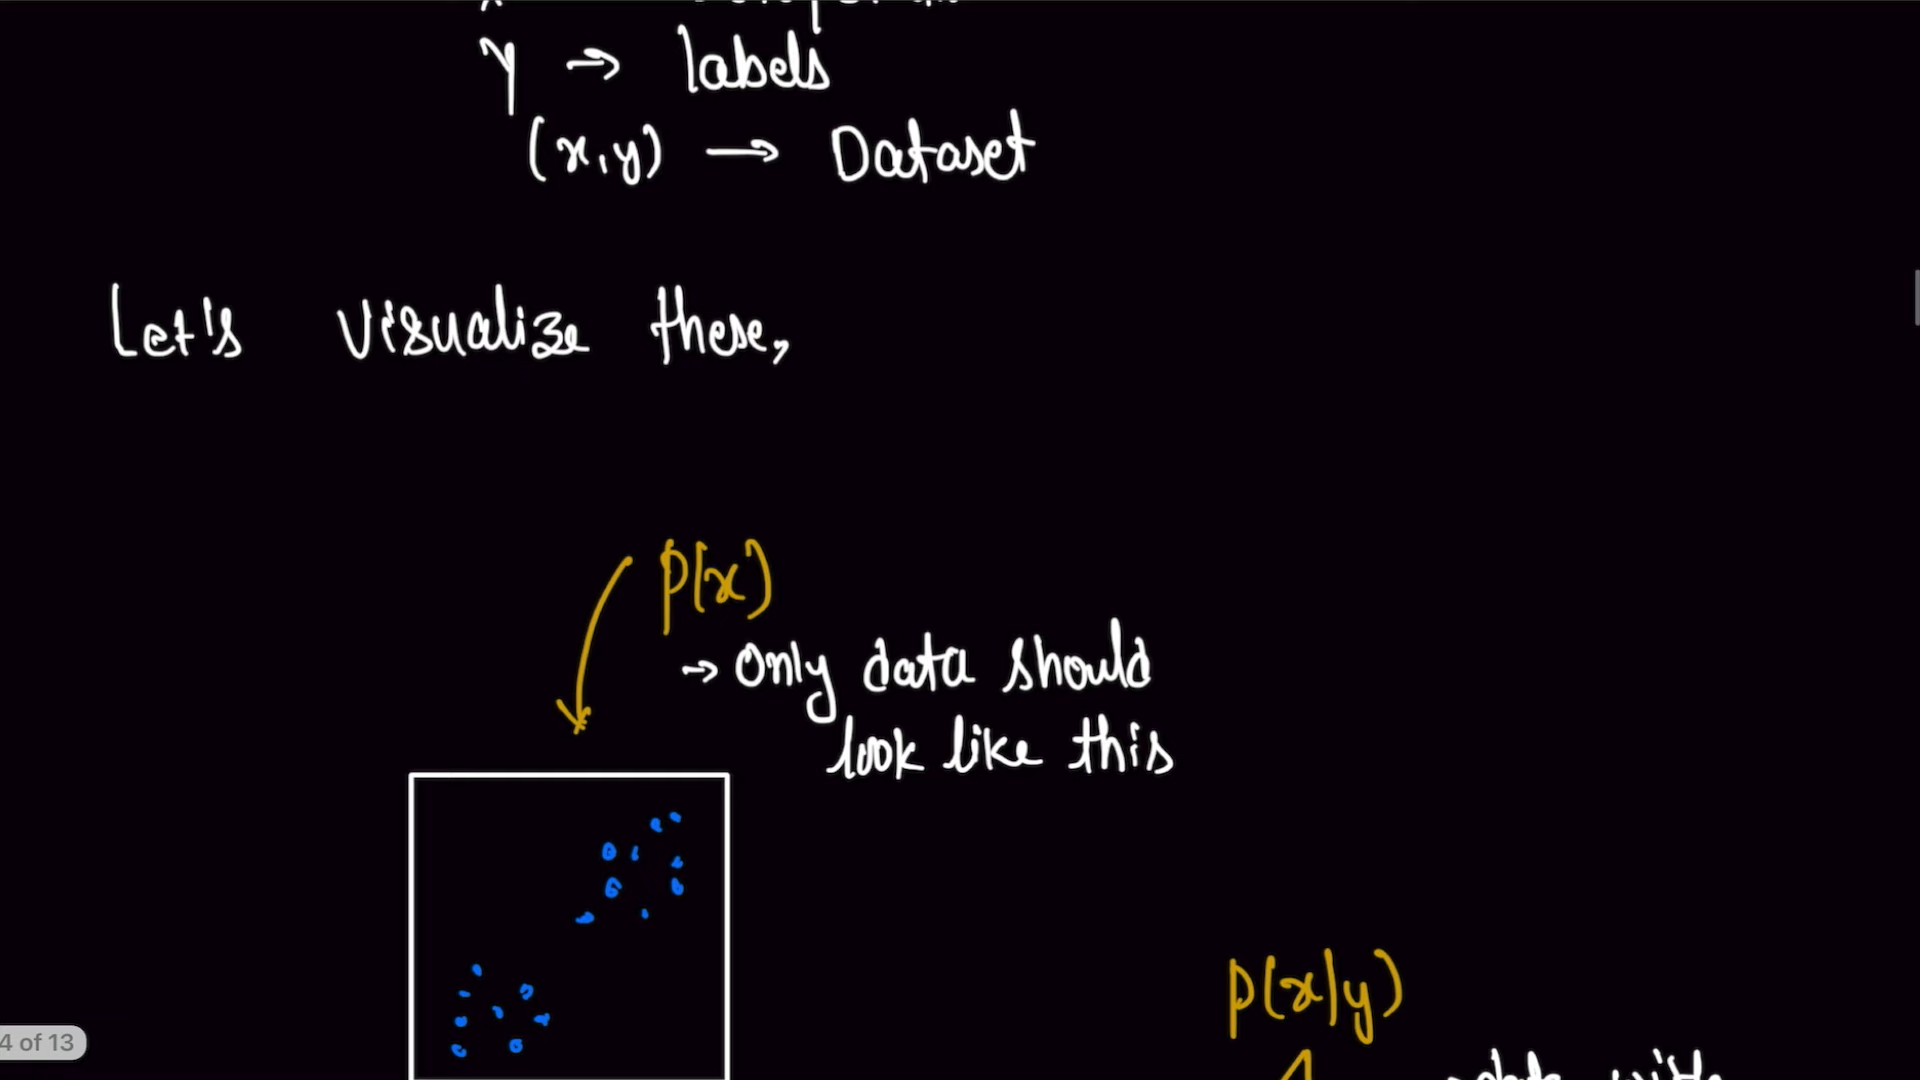 y → labels
(x,y) → Dataset
Let's visualize these,
p(x)
→ Only data should
look like this
p(x|y)
4 of 13